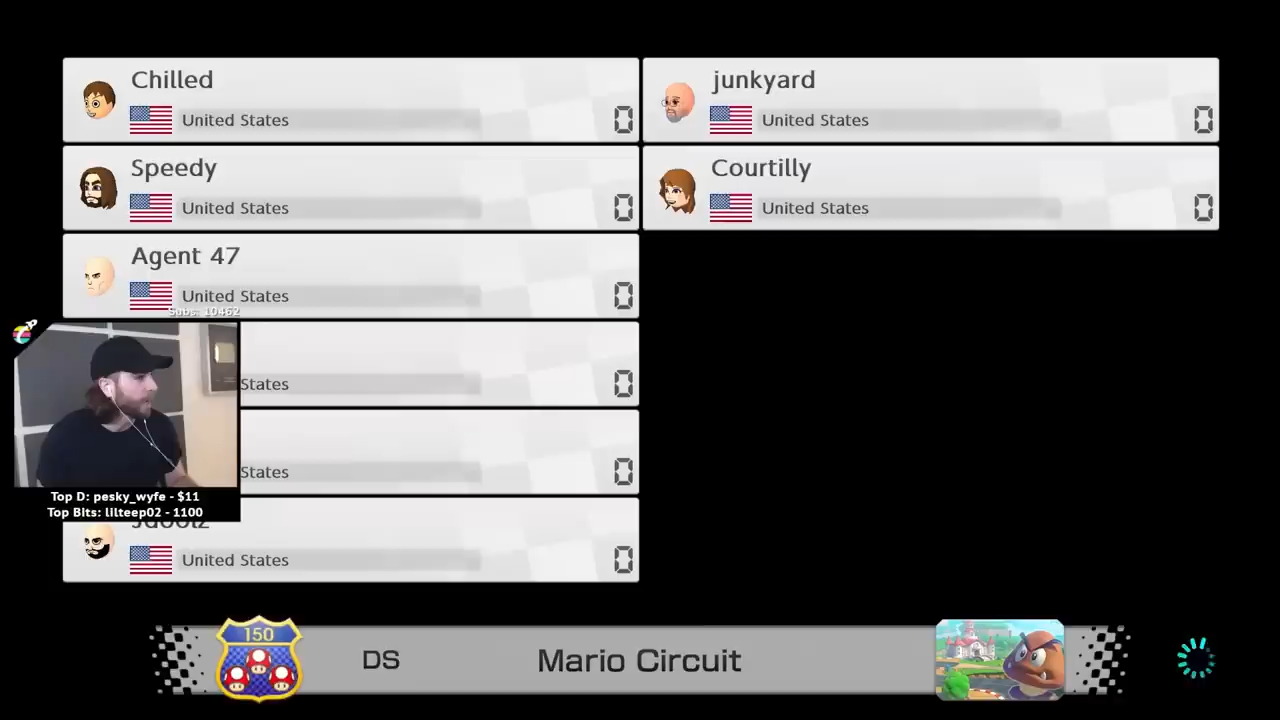 Chilled
United States
0
Speedy
United States
0
Agent 47
United States
0
States
0
States
0
United States
0
junkyard
United States
0
Courtilly
United States
0
Subs: 10462
Top D: pesky_wyfe - $11
Top Bits: lilteep02 - 1100
150
DS
Mario Circuit